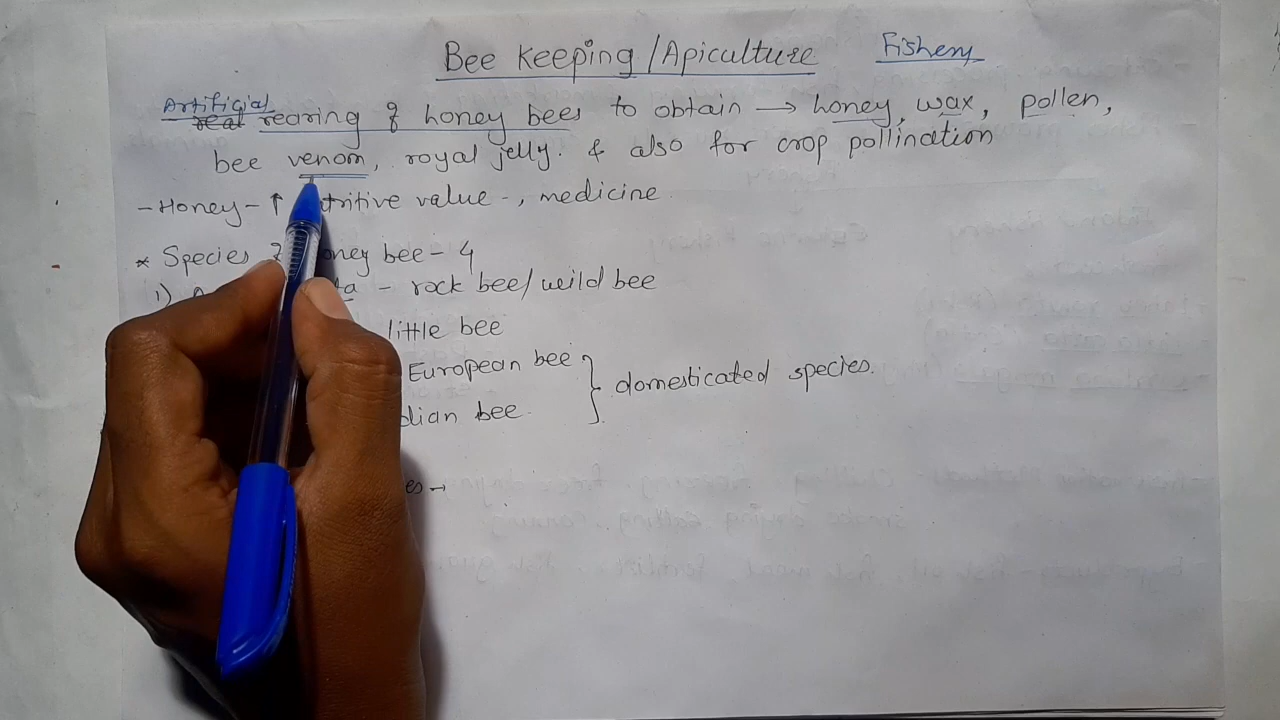 Bee Keeping/Apiculture Fishery
Artificial
real rearing of honey bees to obtain → honey, wax, pollen,
bee venom, royal jelly. & also for crop pollination
- Honey - ↑ nutritive value -, medicine
* Species of honey bee - 4
1) - rock bee/wild bee
little bee
European bee } domesticated species.
dian bee.
es →